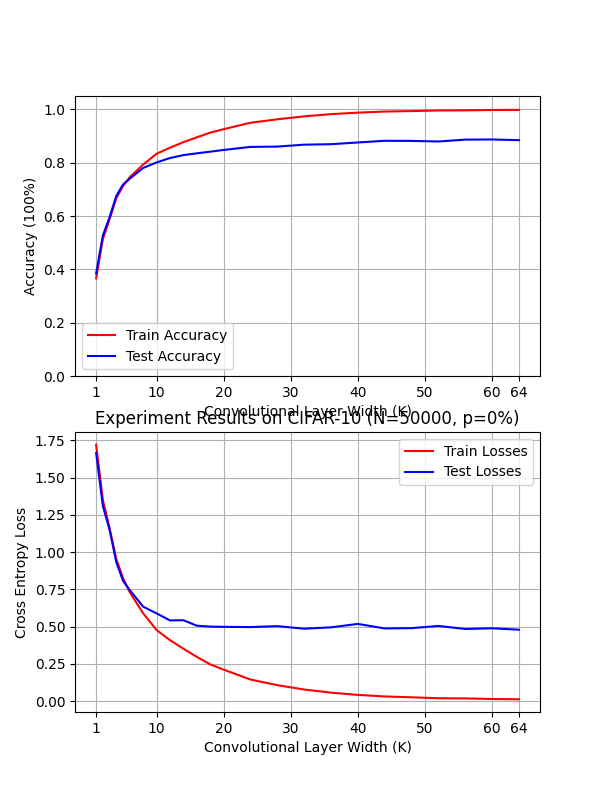 1.0
0.8
0.6
0.4
0.2
0.0
Accuracy (100%)
Train Accuracy
Test Accuracy
1 10 20 30 40 50 60 64
Convolutional Layer Width (K)
Experiment Results on CIFAR-10 (N=50000, p=0%)
1.75
1.50
1.25
1.00
0.75
0.50
0.25
0.00
Cross Entropy Loss
Train Losses
Test Losses
1 10 20 30 40 50 60 64
Convolutional Layer Width (K)